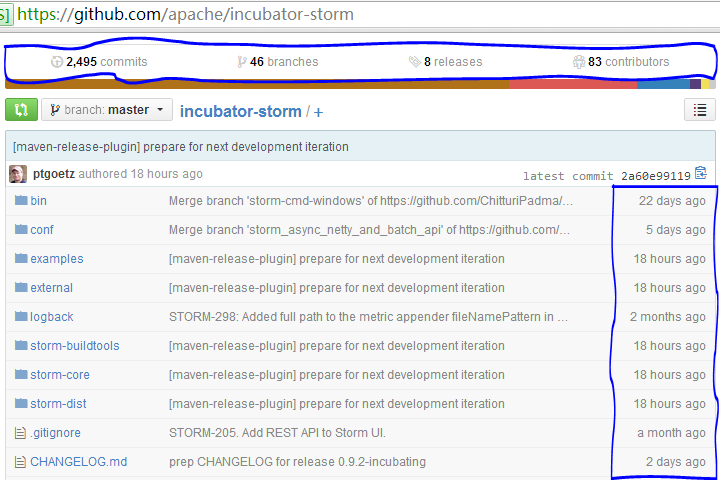 S] https://github.com/apache/incubator-storm
2,495 commits 46 branches 8 releases 83 contributors
branch: master incubator-storm / +
[maven-release-plugin] prepare for next development iteration
ptgoetz authored 18 hours ago latest commit 2a60e99119
bin Merge branch 'storm-cmd-windows' of https://github.com/ChitturiPadma/… 22 days ago
conf Merge branch 'storm_async_netty_and_batch_api' of https://github.com/… 5 days ago
examples [maven-release-plugin] prepare for next development iteration 18 hours ago
external [maven-release-plugin] prepare for next development iteration 18 hours ago
logback STORM-298: Added full path to the metric appender fileNamePattern in … 2 months ago
storm-buildtools [maven-release-plugin] prepare for next development iteration 18 hours ago
storm-core [maven-release-plugin] prepare for next development iteration 18 hours ago
storm-dist [maven-release-plugin] prepare for next development iteration 18 hours ago
.gitignore STORM-205. Add REST API to Storm UI. a month ago
CHANGELOG.md prep CHANGELOG for release 0.9.2-incubating 2 days ago